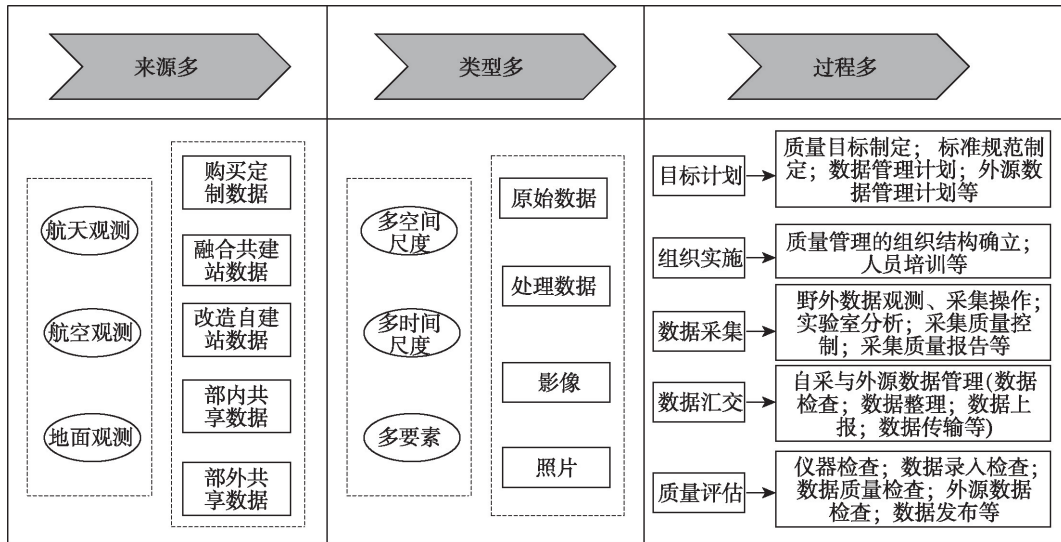 来源多
类型多
过程多
航天观测
航空观测
地面观测
购买定
制数据
融合共建
站数据
改造自建
站数据
部内共
享数据
部外共
享数据
多空间
尺度
多时间
尺度
多要素
原始数据
处理数据
影像
照片
目标计划
质量目标制定；标准规范制
定；数据管理计划；外源数
据管理计划等
组织实施
质量管理的组织结构确立；
人员培训等
数据采集
野外数据观测、采集操作；
实验室分析；采集质量控
制；采集质量报告等
数据汇交
自采与外源数据管理(数据
检查；数据整理；数据上
报；数据传输等)
质量评估
仪器检查；数据录入检查；
数据质量检查；外源数据
检查；数据发布等